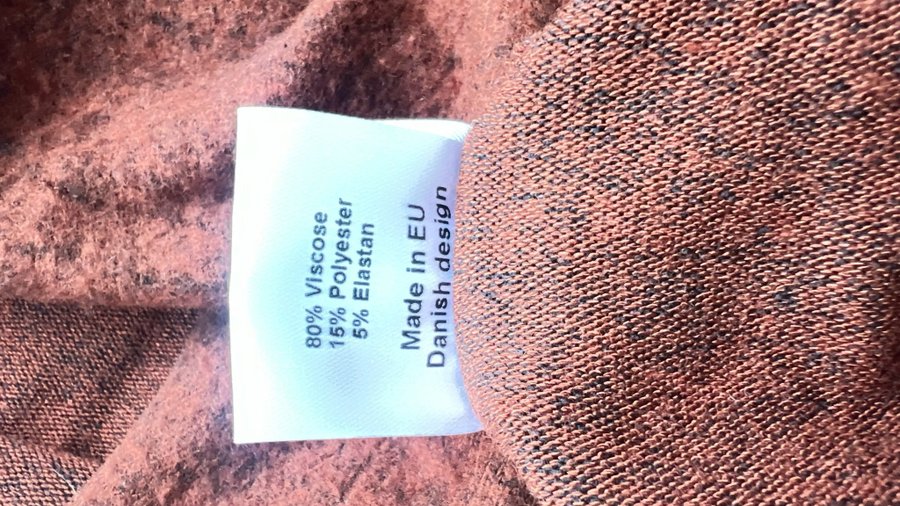 80% Viscose
15% Polyester
5% Elastan
Made in EU
Danish design